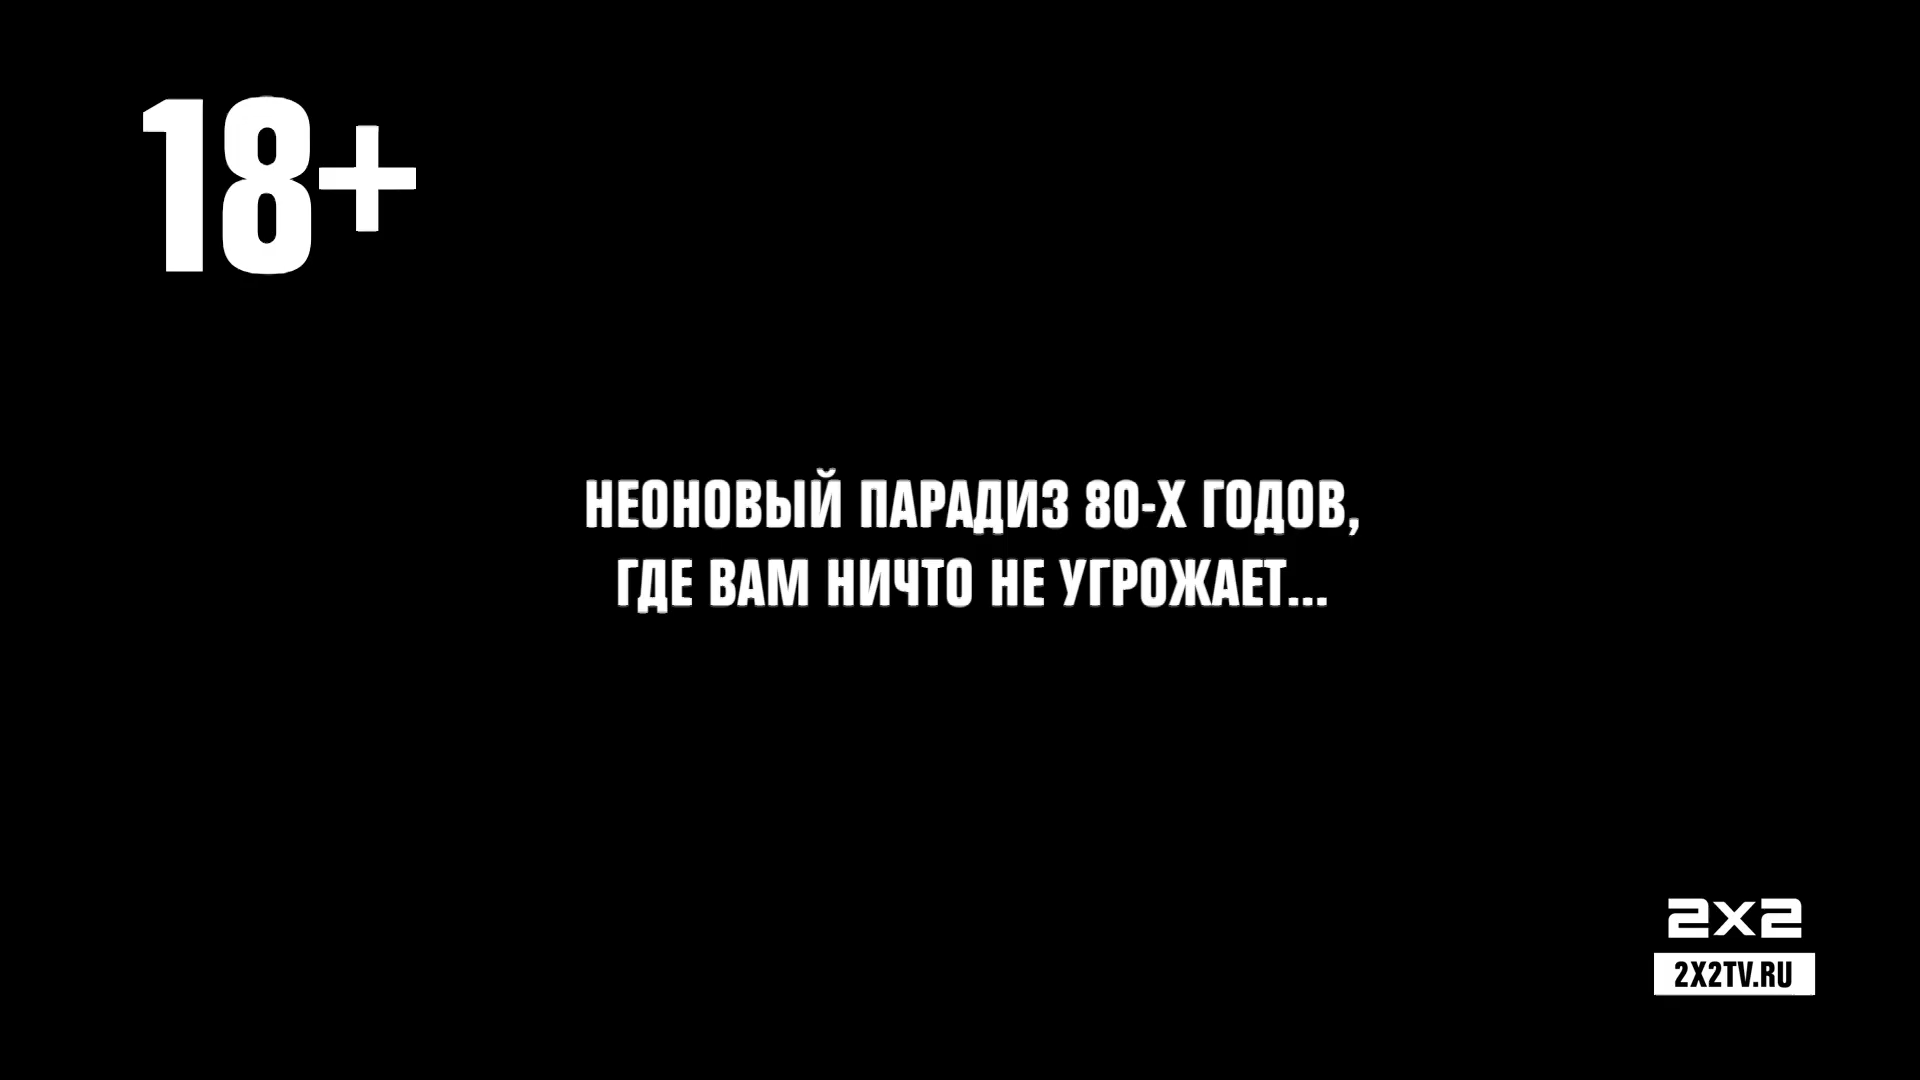 18+
НЕОНОВЫЙ ПАРАДИЗ 80-Х ГОДОВ,
ГДЕ ВАМ НИЧТО НЕ УГРОЖАЕТ...
2x2
2X2TV.RU